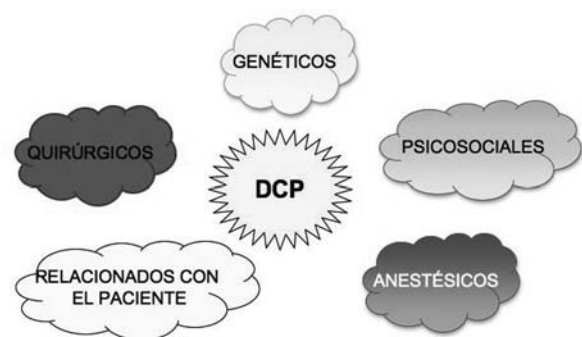 GENÉTICOS
QUIRÚRGICOS
PSICOSOCIALES
DCP
RELACIONADOS CON
EL PACIENTE
ANESTÉSICOS